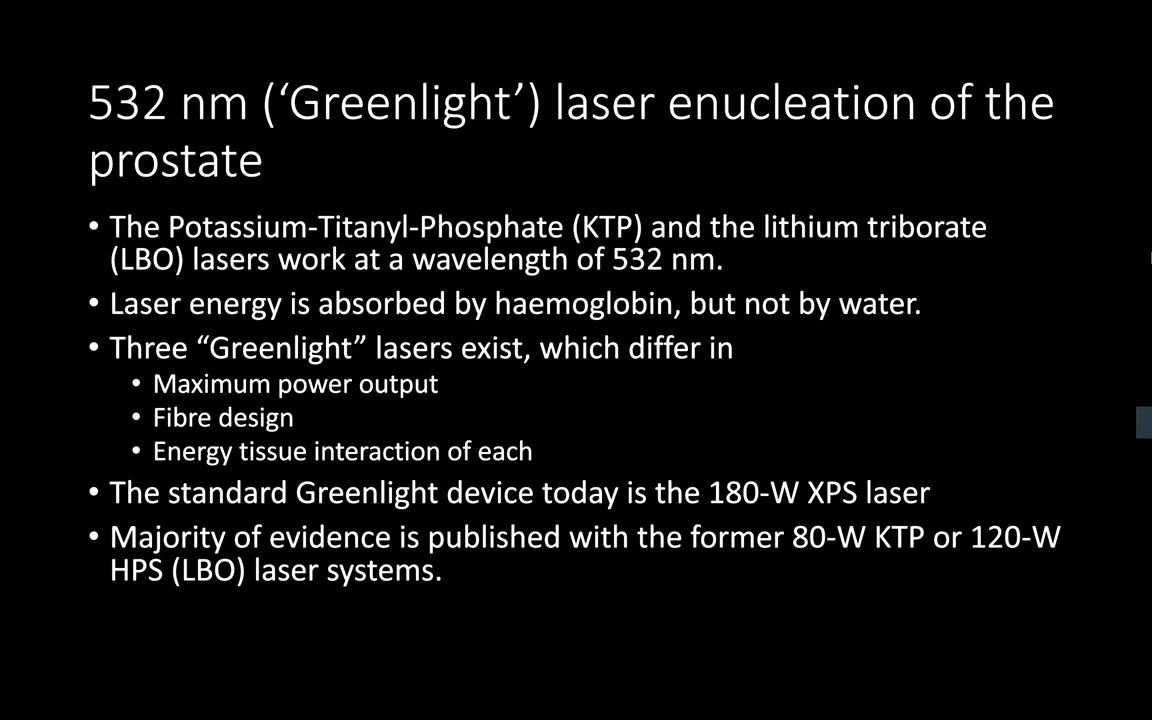 532 nm (‘Greenlight’) laser enucleation of the
prostate
• The Potassium-Titanyl-Phosphate (KTP) and the lithium triborate
(LBO) lasers work at a wavelength of 532 nm.
• Laser energy is absorbed by haemoglobin, but not by water.
• Three “Greenlight” lasers exist, which differ in
• Maximum power output
• Fibre design
• Energy tissue interaction of each
• The standard Greenlight device today is the 180-W XPS laser
• Majority of evidence is published with the former 80-W KTP or 120-W
HPS (LBO) laser systems.